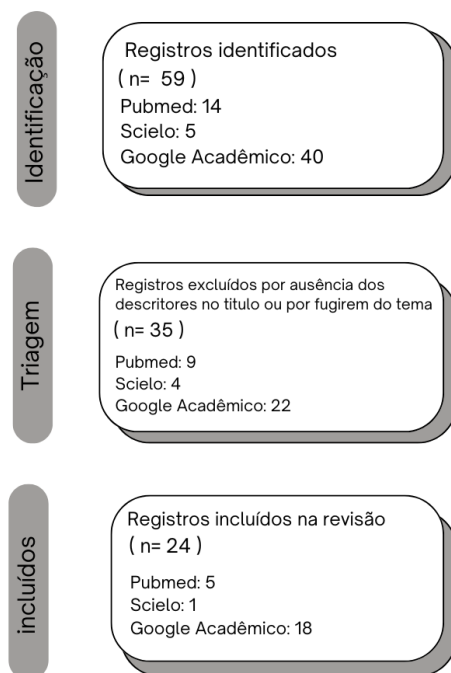 Identificação
Registros identificados
( n= 59 )
Pubmed: 14
Scielo: 5
Google Acadêmico: 40
Triagem
Registros excluídos por ausência dos
descritores no titulo ou por fugirem do tema
( n= 35 )
Pubmed: 9
Scielo: 4
Google Acadêmico: 22
incluídos
Registros incluídos na revisão
( n= 24 )
Pubmed: 5
Scielo: 1
Google Acadêmico: 18